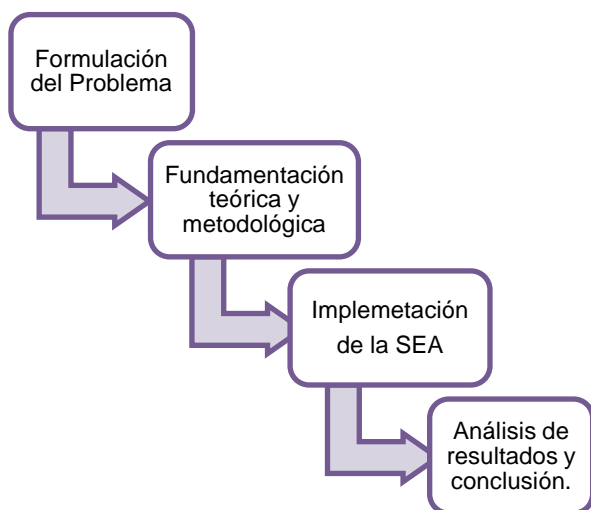 Formulación
del Problema
Fundamentación
teórica y
metodológica
Implemetación
de la SEA
Análisis de
resultados y
conclusión.